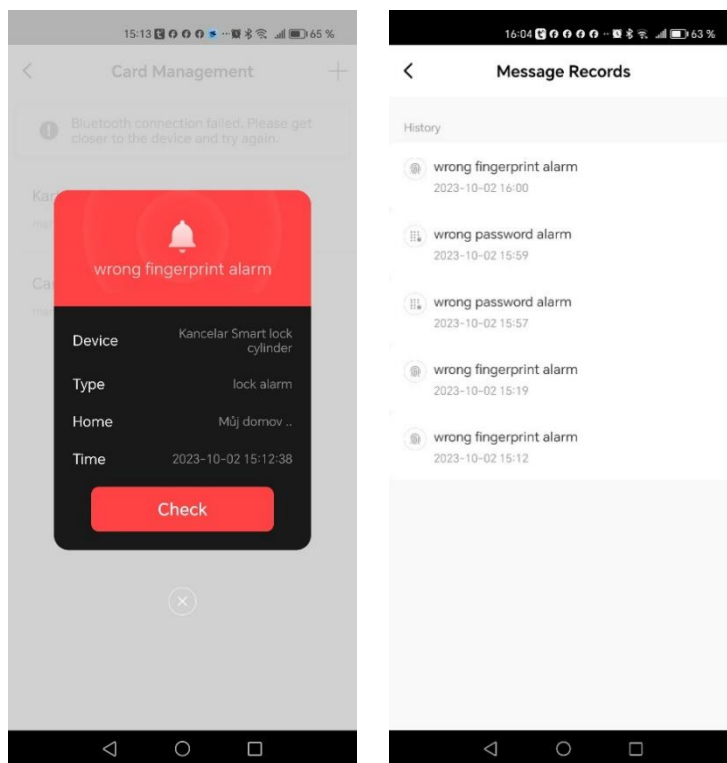 15:13
65 %
Card Management
Bluetooth connection failed. Please get
closer to the device and try again.
wrong fingerprint alarm
Device
Kancelar Smart lock
cylinder
Type
lock alarm
Home
Můj domov ..
Time
2023-10-02 15:12:38
Check
16:04
63 %
Message Records
History
wrong fingerprint alarm
2023-10-02 16:00
wrong password alarm
2023-10-02 15:59
wrong password alarm
2023-10-02 15:57
wrong fingerprint alarm
2023-10-02 15:19
wrong fingerprint alarm
2023-10-02 15:12